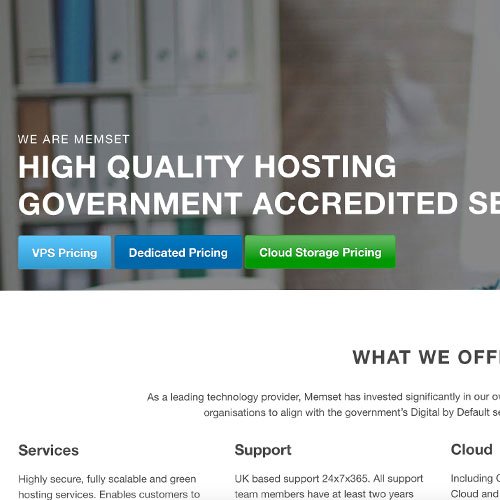 WE ARE MEMSET
HIGH QUALITY HOSTING
GOVERNMENT ACCREDITED SE
VPS Pricing
Dedicated Pricing
Cloud Storage Pricing
WHAT WE OFF
As a leading technology provider, Memset has invested significantly in our o
organisations to align with the government's Digital by Default se
Services
Highly secure, fully scalable and green
hosting services. Enables customers to
Support
UK based support 24x7x365. All support
team members have at least two years
Cloud
Including
Cloud and